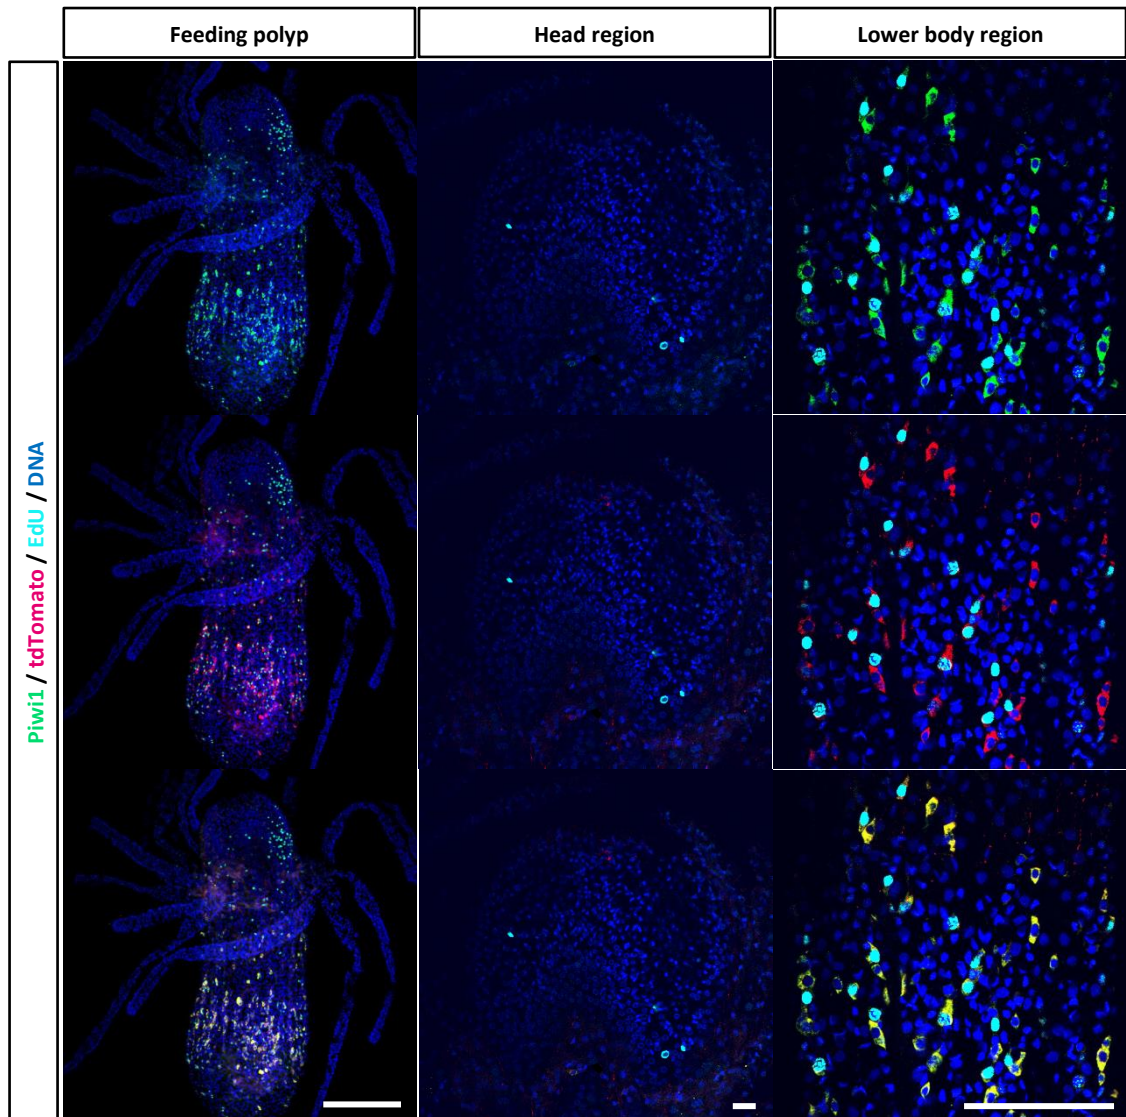 Feeding polyp
Head region
Lower body region
Piwi1 / tdTomato / EdU / DNA